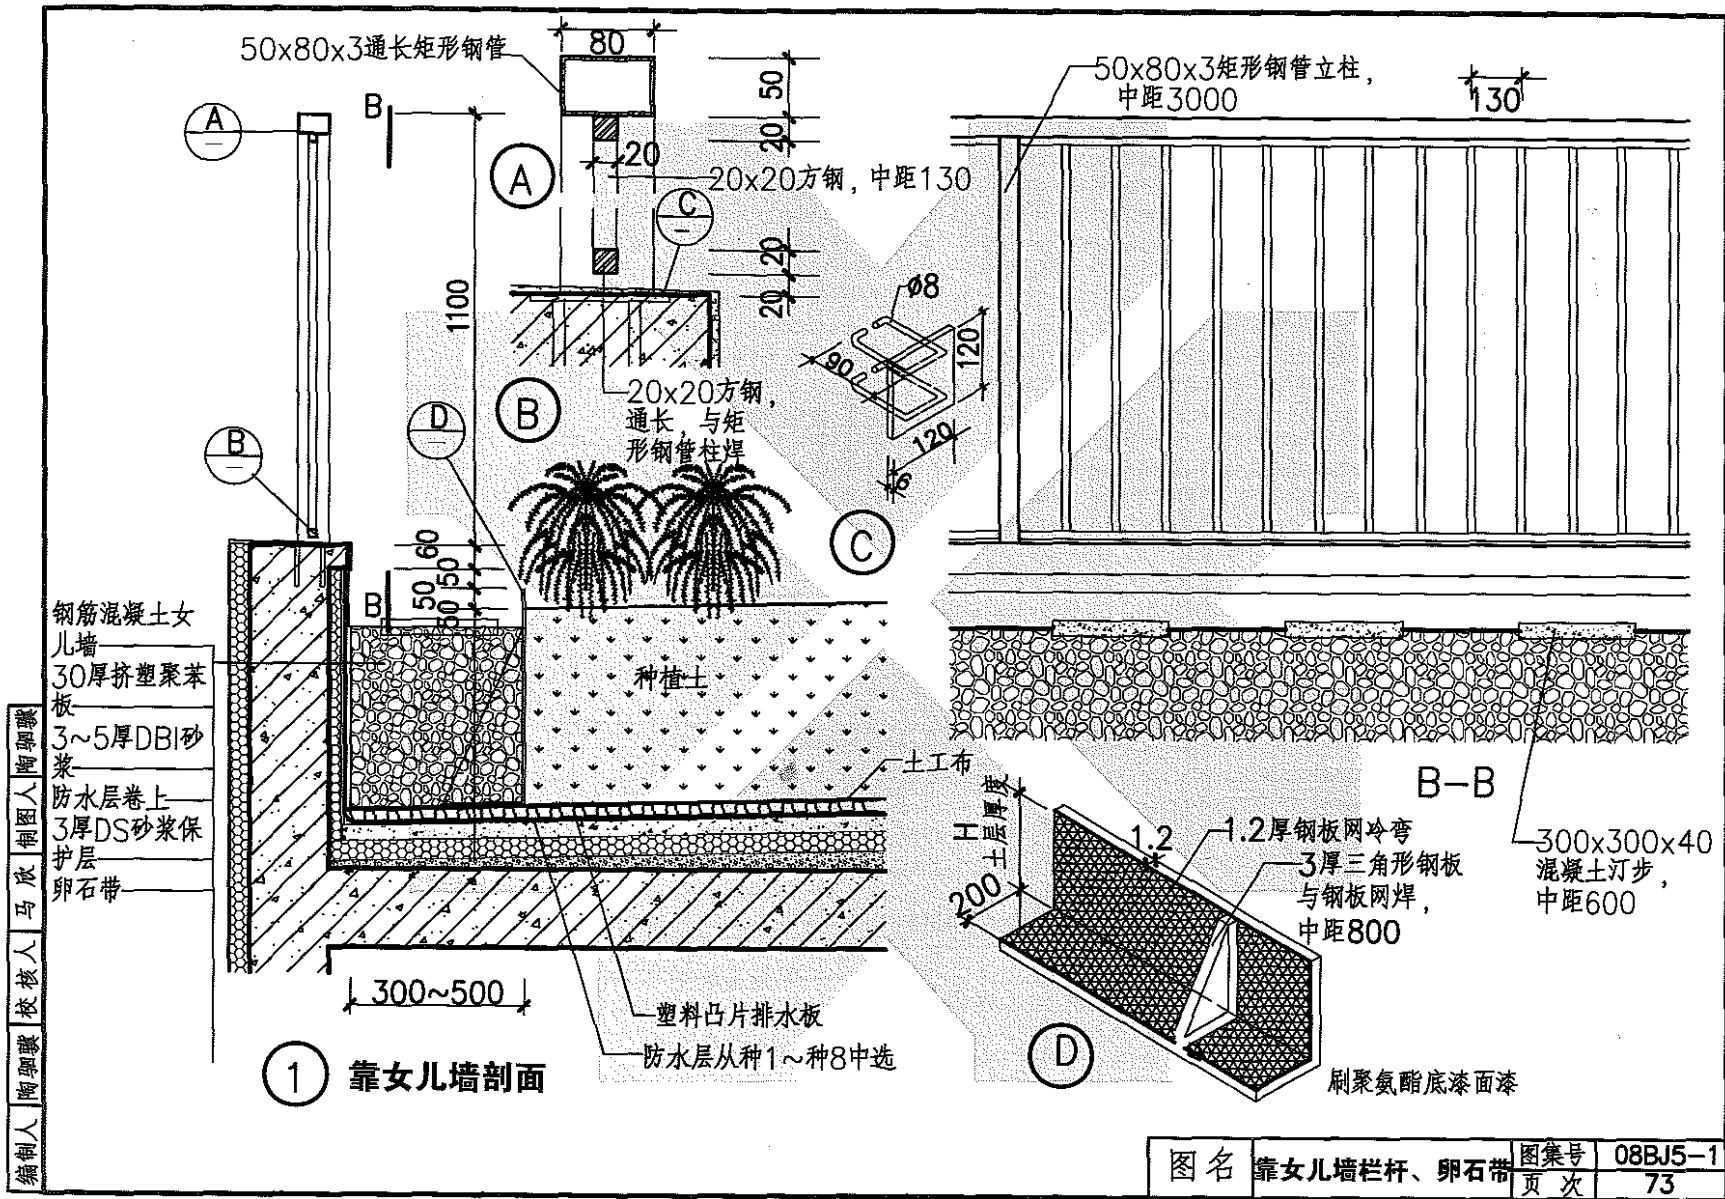 50x80x3通长矩形钢管
80
50
20
20
A
B
1100
A
20x20方钢，中距130
C
20
20
50x80x3矩形钢管立柱，
中距3000
130
ø8
90
120
120
6
C
20x20方钢，
通长，与矩
形钢管柱焊
B
D
B
60
50
50
50
B
钢筋混凝土女
儿墙
30厚挤塑聚苯
板
3~5厚DBI砂
浆
防水层卷上
3厚DS砂浆保
护层
卵石带
种植土
土工布
300~500
塑料凸片排水板
防水层从种1~种8中选
1 靠女儿墙剖面
B-B
300x300x40
混凝土汀步，
中距600
H
土层厚度
200
1.2
1.2厚钢板网冷弯
3厚三角形钢板
与钢板网焊，
中距800
D
刷聚氨酯底漆面漆
编制人
校核人
制图人
图名 靠女儿墙栏杆、卵石带
图集号 08BJ5-1
页次 73